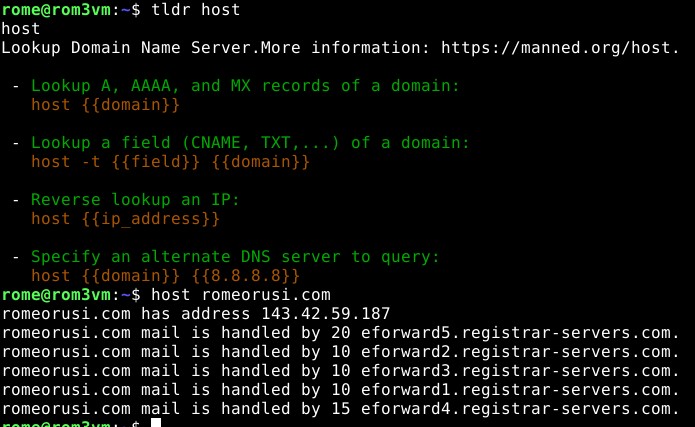 rome@rom3vm:~$ tldr host
host
Lookup Domain Name Server.More information: https://manned.org/host.
- Lookup A, AAAA, and MX records of a domain:
host {{domain}}
- Lookup a field (CNAME, TXT,...) of a domain:
host -t {{field}} {{domain}}
- Reverse lookup an IP:
host {{ip_address}}
- Specify an alternate DNS server to query:
host {{domain}} {{8.8.8.8}}
rome@rom3vm:~$ host romeorusi.com
romeorusi.com has address 143.42.59.187
romeorusi.com mail is handled by 20 eforward5.registrar-servers.com.
romeorusi.com mail is handled by 10 eforward2.registrar-servers.com.
romeorusi.com mail is handled by 10 eforward3.registrar-servers.com.
romeorusi.com mail is handled by 10 eforward1.registrar-servers.com.
romeorusi.com mail is handled by 15 eforward4.registrar-servers.com.
rome@rom3vm:~$